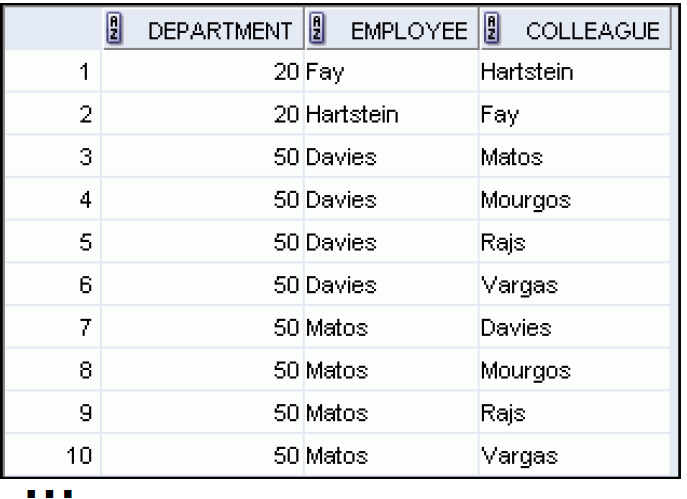 DEPARTMENT EMPLOYEE COLLEAGUE
1 20 Fay Hartstein
2 20 Hartstein Fay
3 50 Davies Matos
4 50 Davies Mourgos
5 50 Davies Rajs
6 50 Davies Vargas
7 50 Matos Davies
8 50 Matos Mourgos
9 50 Matos Rajs
10 50 Matos Vargas
...